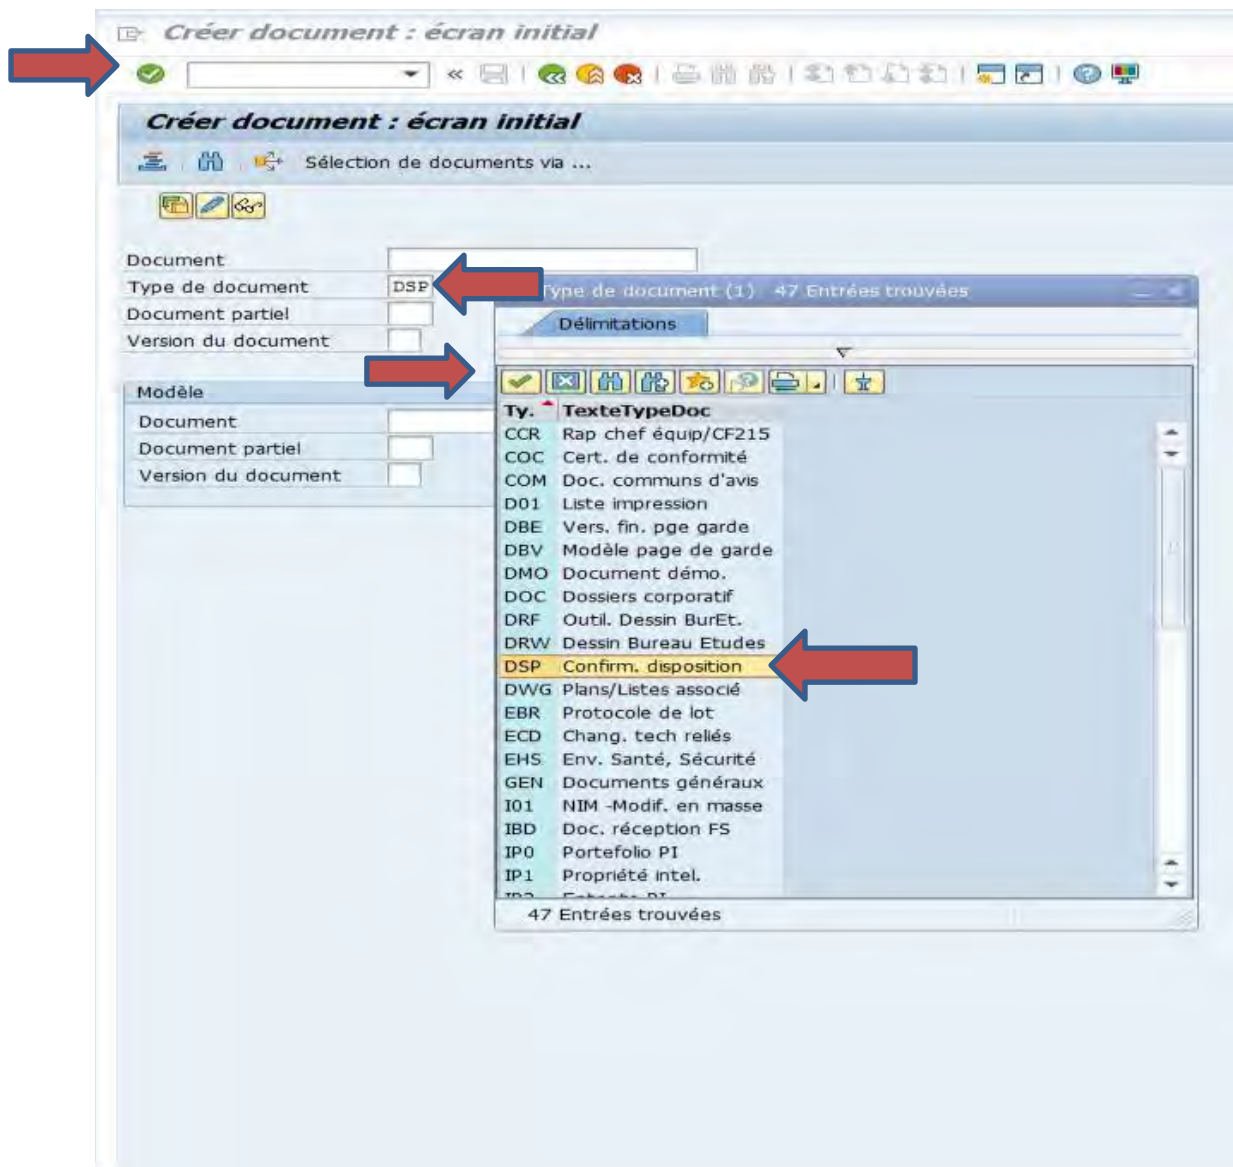 Créer document : écran initial
Créer document : écran initial
Sélection de documents via ...
Document
Type de document DSP
Document partiel
Version du document
Modèle
Document
Document partiel
Version du document
Type de document (1) 47 Entrées trouvées
Délimitations
Ty. TexteTypeDoc
CCR Rap chef équip/CF215
COC Cert. de conformité
COM Doc. communs d'avis
D01 Liste impression
DBE Vers. fin. pge garde
DBV Modèle page de garde
DMO Document démo.
DOC Dossiers corporatif
DRF Outil. Dessin BurEt.
DRW Dessin Bureau Etudes
DSP Confirm. disposition
DWG Plans/Listes associé
EBR Protocole de lot
ECD Chang. tech reliés
EHS Env. Santé, Sécurité
GEN Documents généraux
I01 NIM -Modif. en masse
IBD Doc. réception FS
IP0 Portefolio PI
IP1 Propriété intel.
47 Entrées trouvées